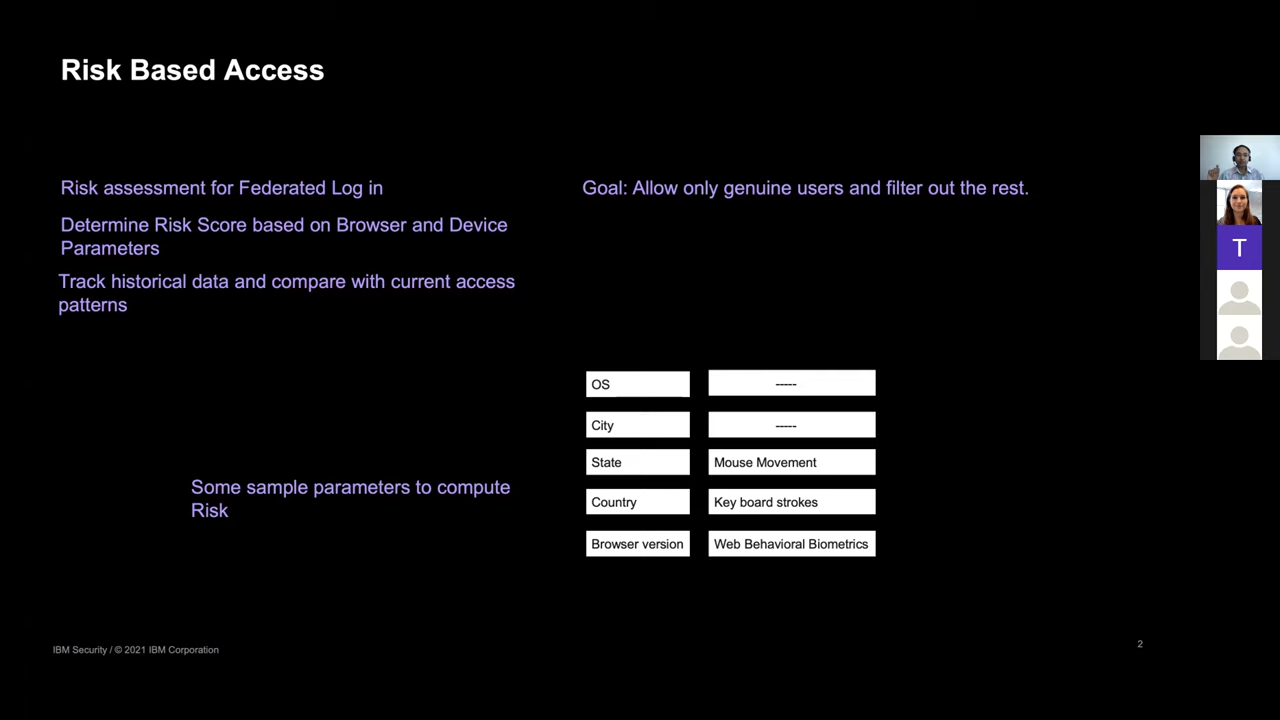 Risk Based Access
Risk assessment for Federated Log in
Determine Risk Score based on Browser and Device
Parameters
Track historical data and compare with current access
patterns
Goal: Allow only genuine users and filter out the rest.
T
Some sample parameters to compute
Risk
OS
-----
City
-----
State
Mouse Movement
Country
Key board strokes
Browser version
Web Behavioral Biometrics
IBM Security / © 2021 IBM Corporation
2